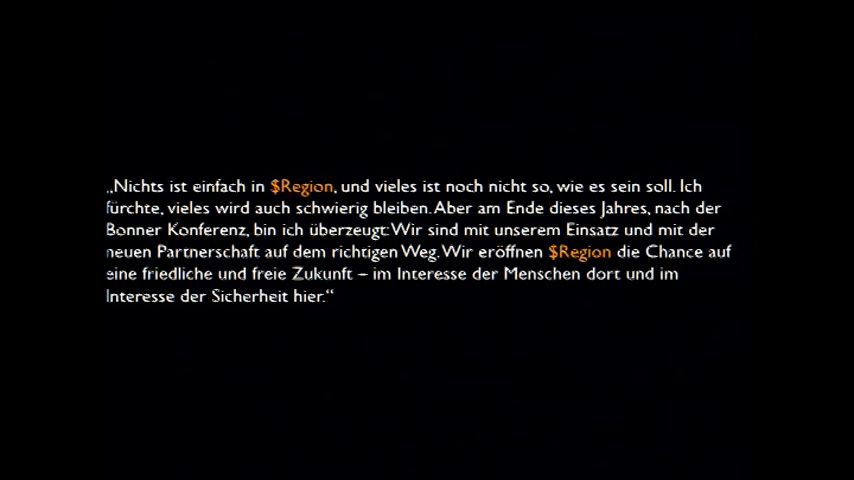 „Nichts ist einfach in $Region, und vieles ist noch nicht so, wie es sein soll. Ich
fürchte, vieles wird auch schwierig bleiben. Aber am Ende dieses Jahres, nach der
Bonner Konferenz, bin ich überzeugt: Wir sind mit unserem Einsatz und mit der
neuen Partnerschaft auf dem richtigen Weg. Wir eröffnen $Region die Chance auf
eine friedliche und freie Zukunft – im Interesse der Menschen dort und im
Interesse der Sicherheit hier.“